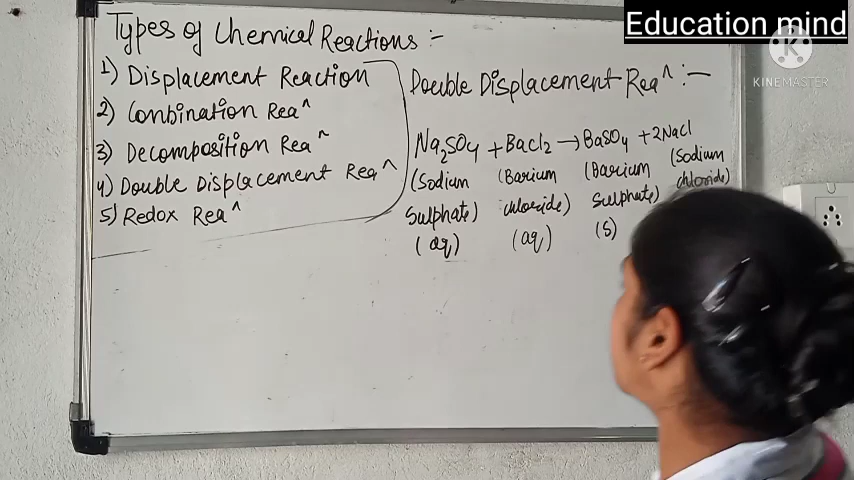 Education mind
KINEMASTER
Types of Chemical Reactions :-
1) Displacement Reaction
2) Combination Rea^
3) Decomposition Rea^
4) Double Displacement Rea^
5) Redox Rea^
Double Displacement Rea^ :-
Na₂SO₄ + BaCl₂ → BaSO₄ + 2NaCl
(Sodium (Barium (Barium (Sodium
Sulphate) chloride) Sulphate) chloride)
(aq) (aq) (s)